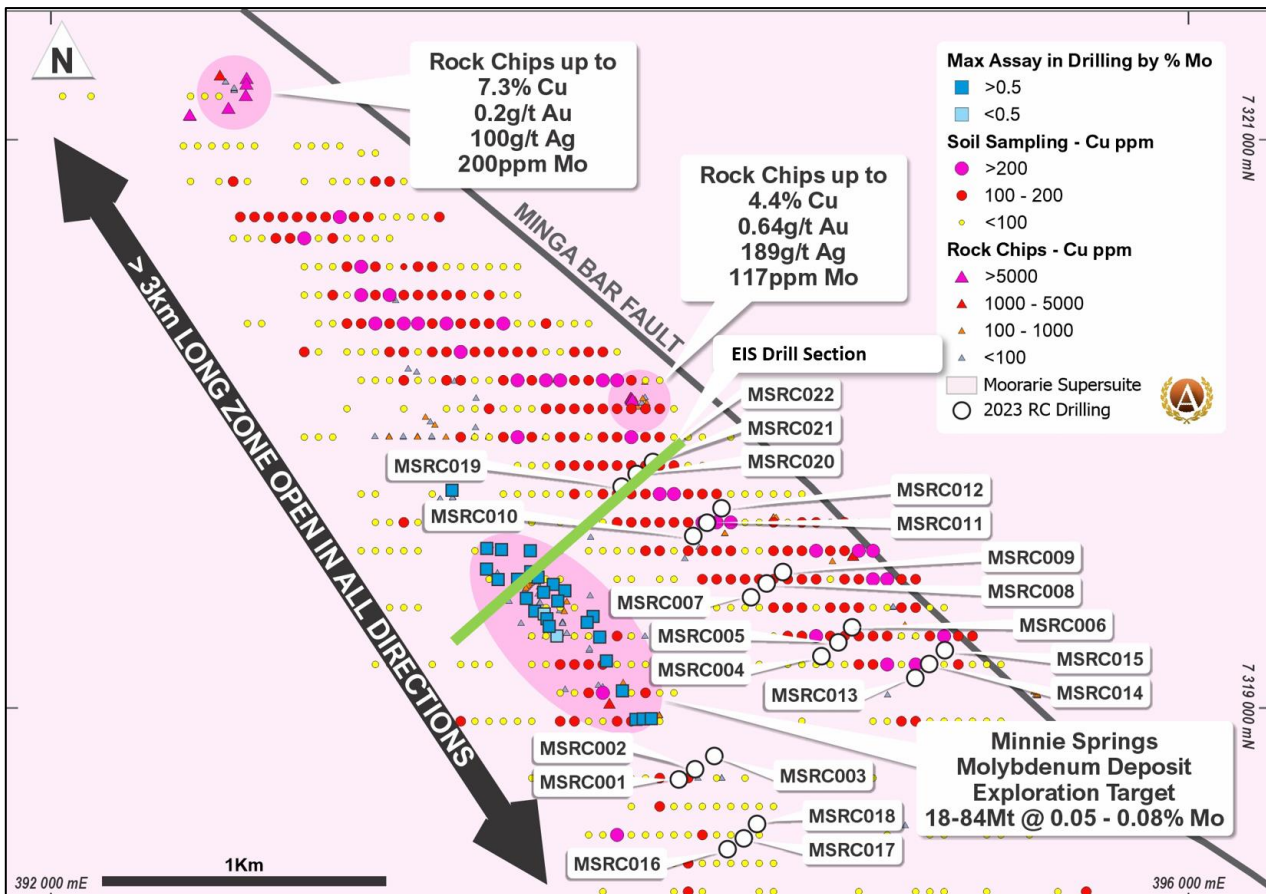 N
Rock Chips up to
7.3% Cu
0.2g/t Au
100g/t Ag
200ppm Mo
Rock Chips up to
4.4% Cu
0.64g/t Au
189g/t Ag
117ppm Mo
Max Assay in Drilling by % Mo
>0.5
<0.5
Soil Sampling - Cu ppm
>200
100 - 200
<100
Rock Chips - Cu ppm
>5000
1000 - 5000
100 - 1000
<100
Moorarie Supersuite
2023 RC Drilling
A
7 321 000 mN
MINGA BAR FAULT
> 3km LONG ZONE OPEN IN ALL DIRECTIONS
EIS Drill Section
MSRC022
MSRC021
MSRC020
MSRC019
MSRC010
MSRC012
MSRC011
MSRC009
MSRC008
MSRC007
MSRC006
MSRC005
MSRC004
MSRC015
MSRC014
MSRC013
7 319 000 mN
MSRC002
MSRC001
MSRC003
Minnie Springs
Molybdenum Deposit
Exploration Target
18-84Mt @ 0.05 - 0.08% Mo
MSRC018
MSRC017
MSRC016
1Km
392 000 mE
396 000 mE